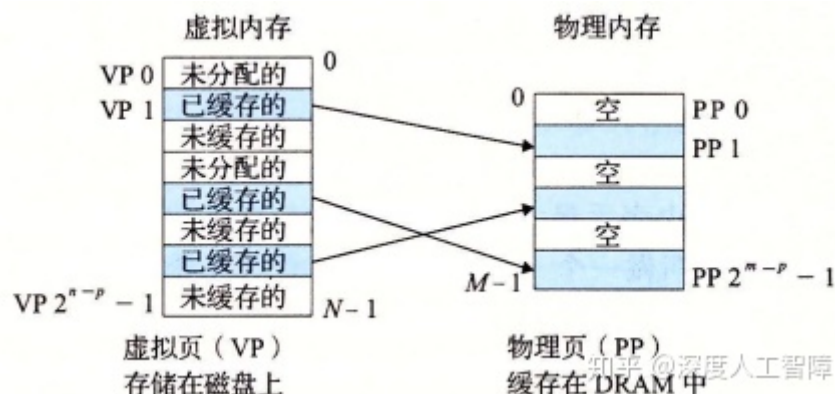 虚拟内存
VP 0 未分配的 0
VP 1 已缓存的
未缓存的
未分配的
已缓存的
未缓存的
已缓存的
VP 2^{n-p} - 1 未缓存的 N-1
虚拟页（VP）
存储在磁盘上
物理内存
0 空 PP 0
PP 1
空
空
M-1 PP 2^{m-p} - 1
物理页（PP）
缓存在 DRAM 中
知乎 @深度人工智障